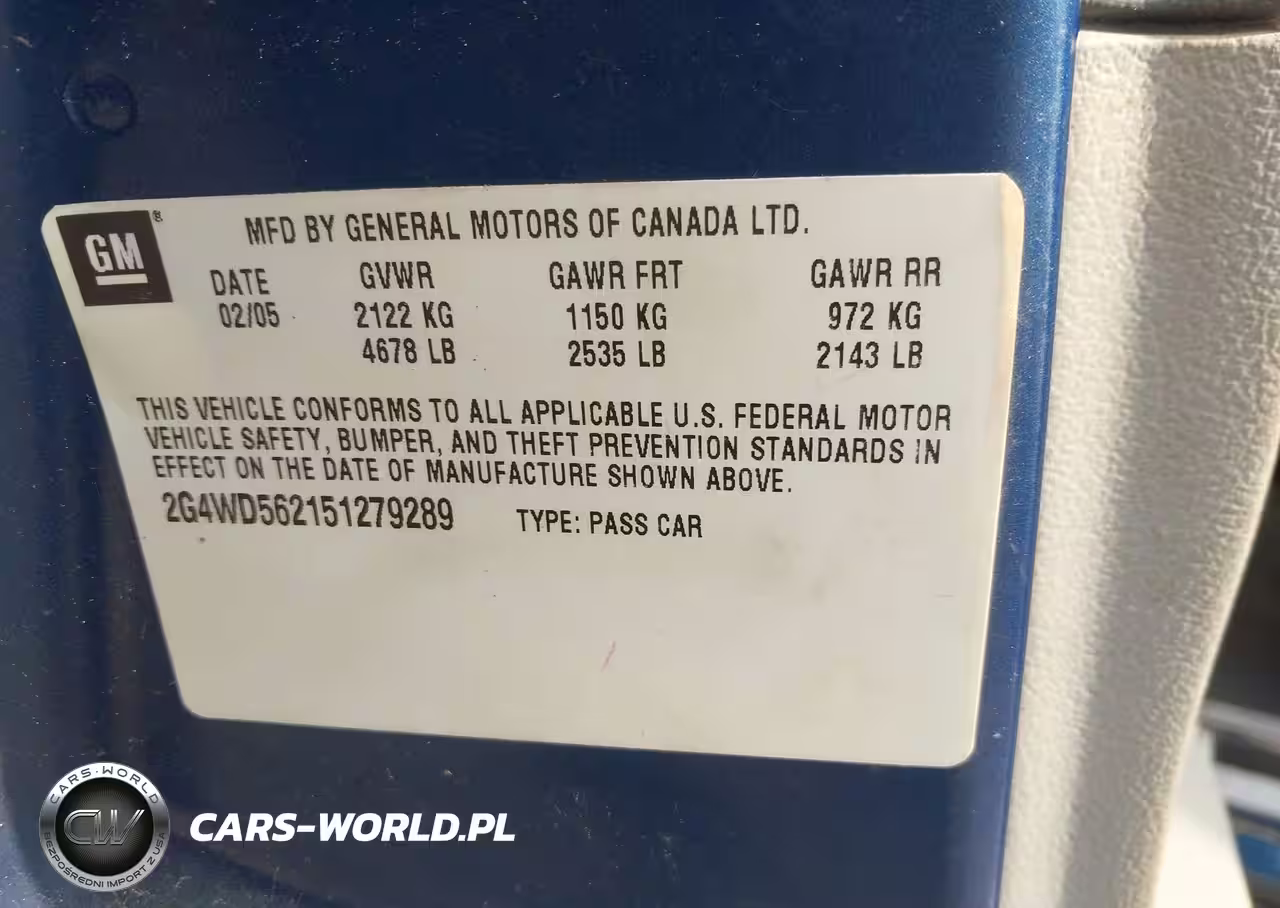 GM ®
MFD BY GENERAL MOTORS OF CANADA LTD.
DATE GVWR GAWR FRT GAWR RR
02/05 2122 KG 1150 KG 972 KG
4678 LB 2535 LB 2143 LB
THIS VEHICLE CONFORMS TO ALL APPLICABLE U.S. FEDERAL MOTOR
VEHICLE SAFETY, BUMPER, AND THEFT PREVENTION STANDARDS IN
EFFECT ON THE DATE OF MANUFACTURE SHOWN ABOVE.
2G4WD562151279289 TYPE: PASS CAR
CARS-WORLD
CW
BEZPOŚREDNI IMPORT Z USA
CARS-WORLD.PL